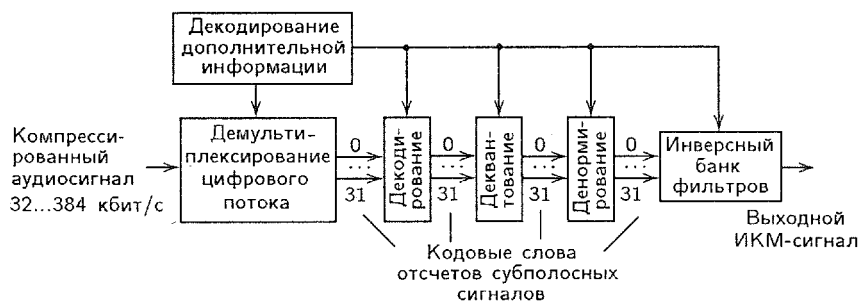 Декодирование
дополнительной
информации
Компресси-
рованный
аудиосигнал
32...384 кбит/с
Демульти-
плексирование
цифрового
потока
0
...
31
Декоди-
рование
0
...
31
Декван-
тование
0
...
31
Денорми-
рование
0
...
31
Инверсный
банк
фильтров
Выходной
ИКМ-сигнал
Кодовые слова
отсчетов субполосных
сигналов